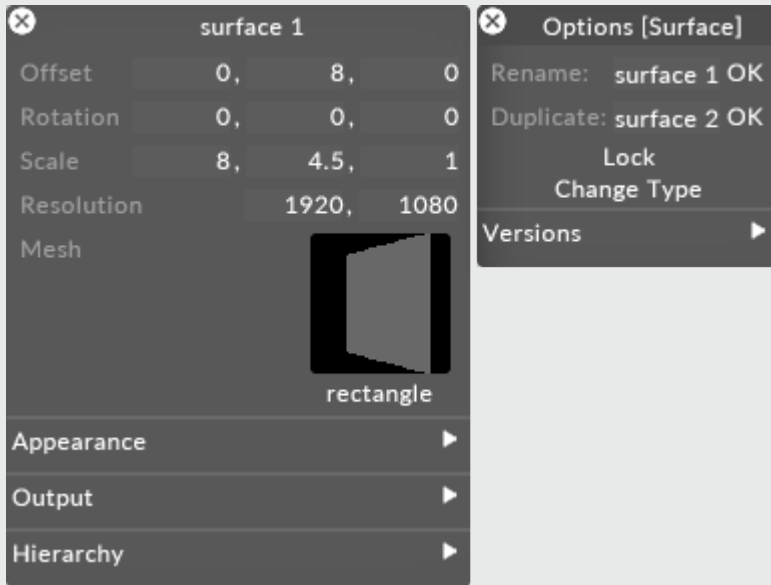 surface 1
Offset 0, 8, 0
Rotation 0, 0, 0
Scale 8, 4.5, 1
Resolution 1920, 1080
Mesh
rectangle
Appearance
Output
Hierarchy
Options [Surface]
Rename: surface 1 OK
Duplicate: surface 2 OK
Lock
Change Type
Versions